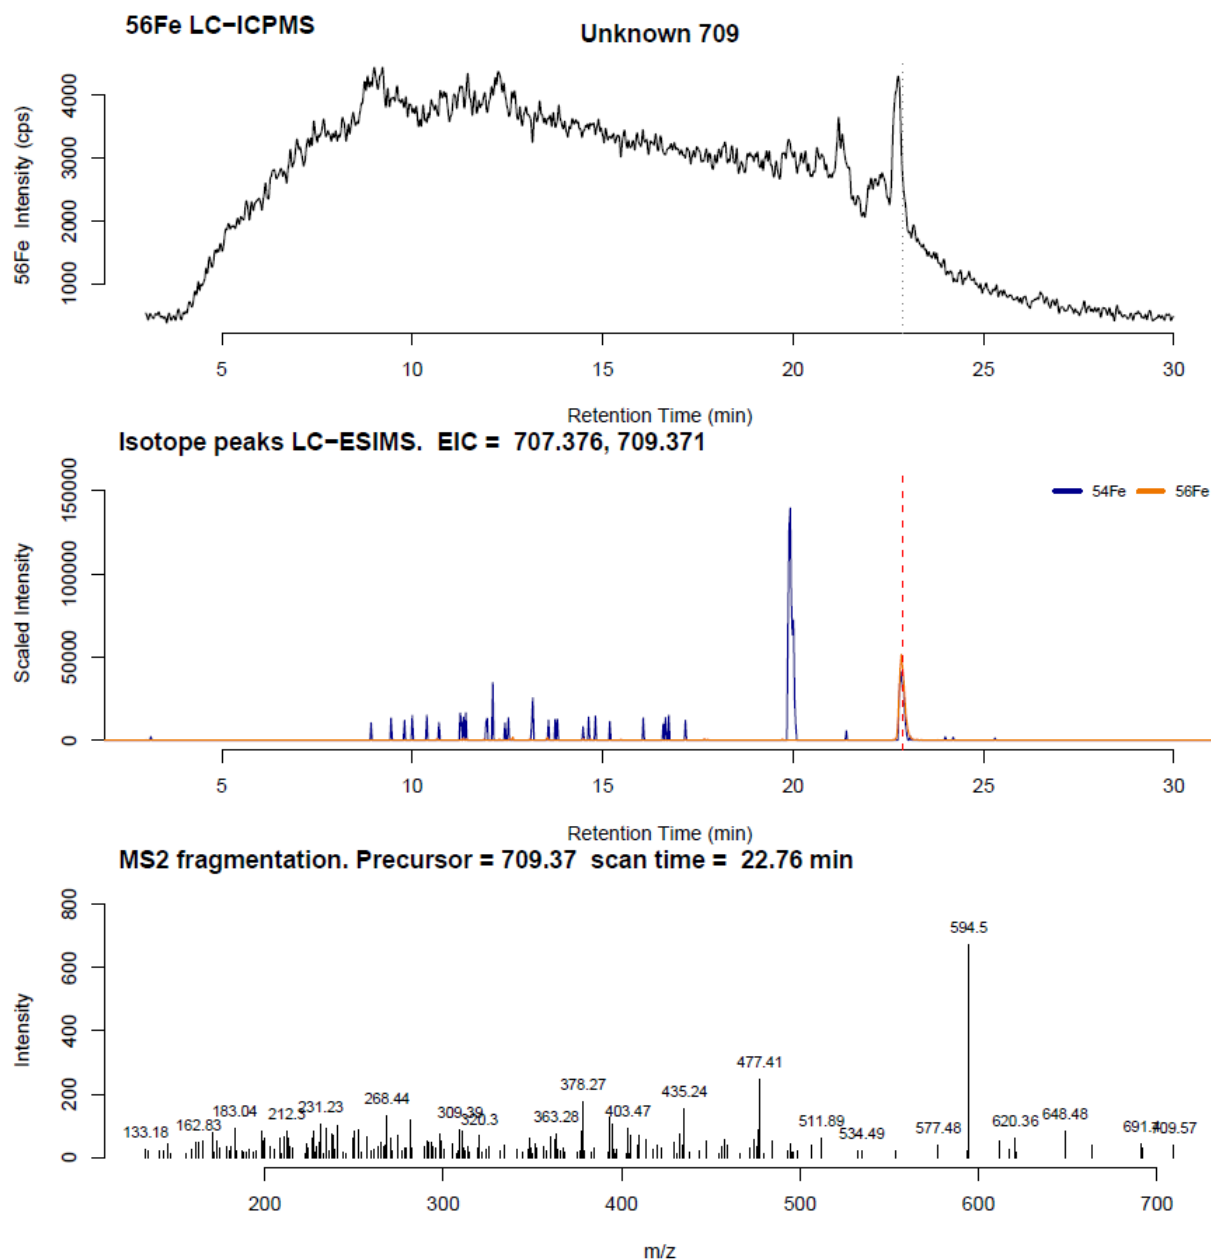 56Fe LC−ICPMS
Unknown 709
56Fe Intensity (cps)
4000
3000
2000
1000
5 10 15 20 25 30
Retention Time (min)
Isotope peaks LC−ESIMS. EIC = 707.376, 709.371
Scaled Intensity
150000
100000
50000
0
54Fe 56Fe
5 10 15 20 25 30
Retention Time (min)
MS2 fragmentation. Precursor = 709.37 scan time = 22.76 min
Intensity
800
600
400
200
0
594.5
477.41
378.27
435.24
268.44
403.47
183.04
231.23
212.3
309.39
320.3
162.83
133.18
363.28
511.89
534.49
577.48
620.36
648.48
709.57
200 300 400 500 600 700
m/z